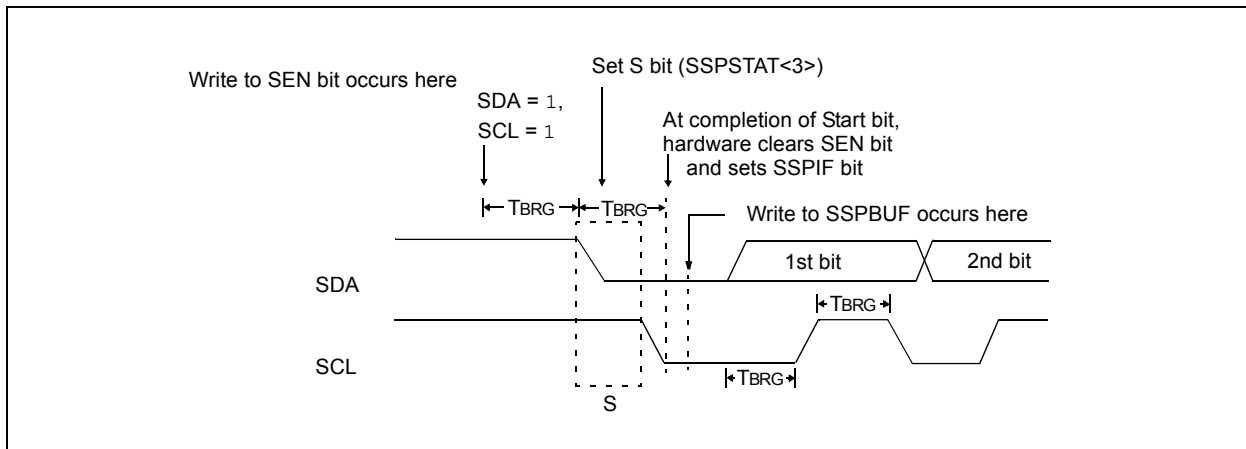 Write to SEN bit occurs here
Set S bit (SSPSTAT<3>)
SDA = 1,
SCL = 1
At completion of Start bit,
hardware clears SEN bit
and sets SSPIF bit
TBRG
TBRG
Write to SSPBUF occurs here
SDA
1st bit
2nd bit
TBRG
SCL
TBRG
S